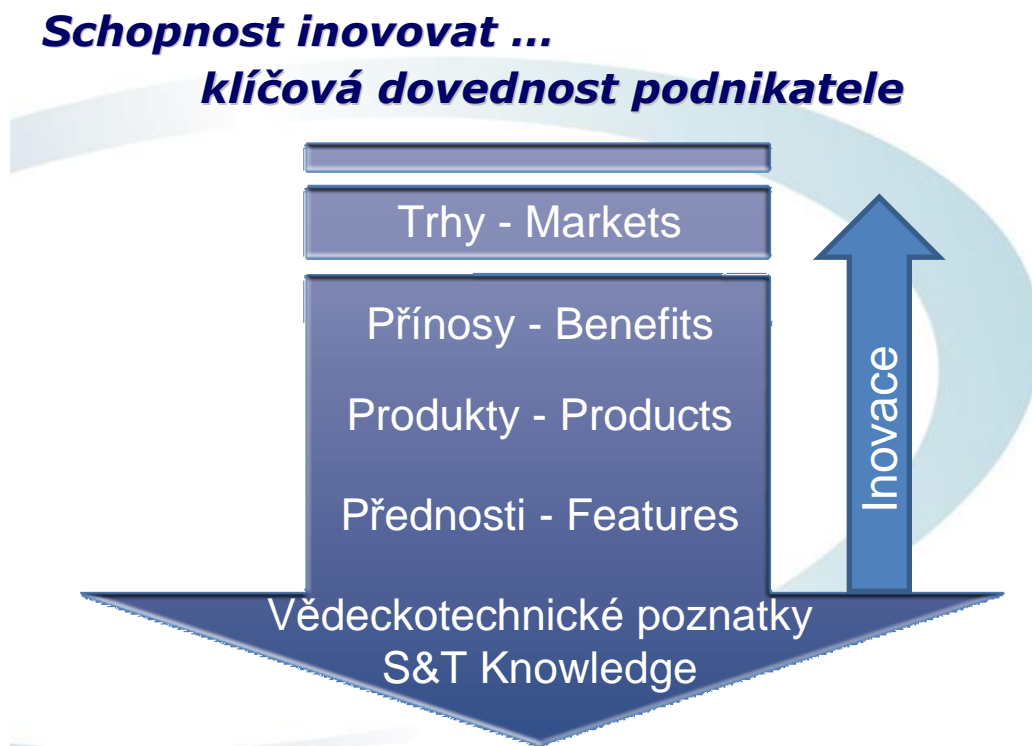 Schopnost inovovat …
klíčová dovednost podnikatele
Trhy - Markets
Přínosy - Benefits
Produkty - Products
Přednosti - Features
Vědeckotechnické poznatky
S&T Knowledge
Inovace